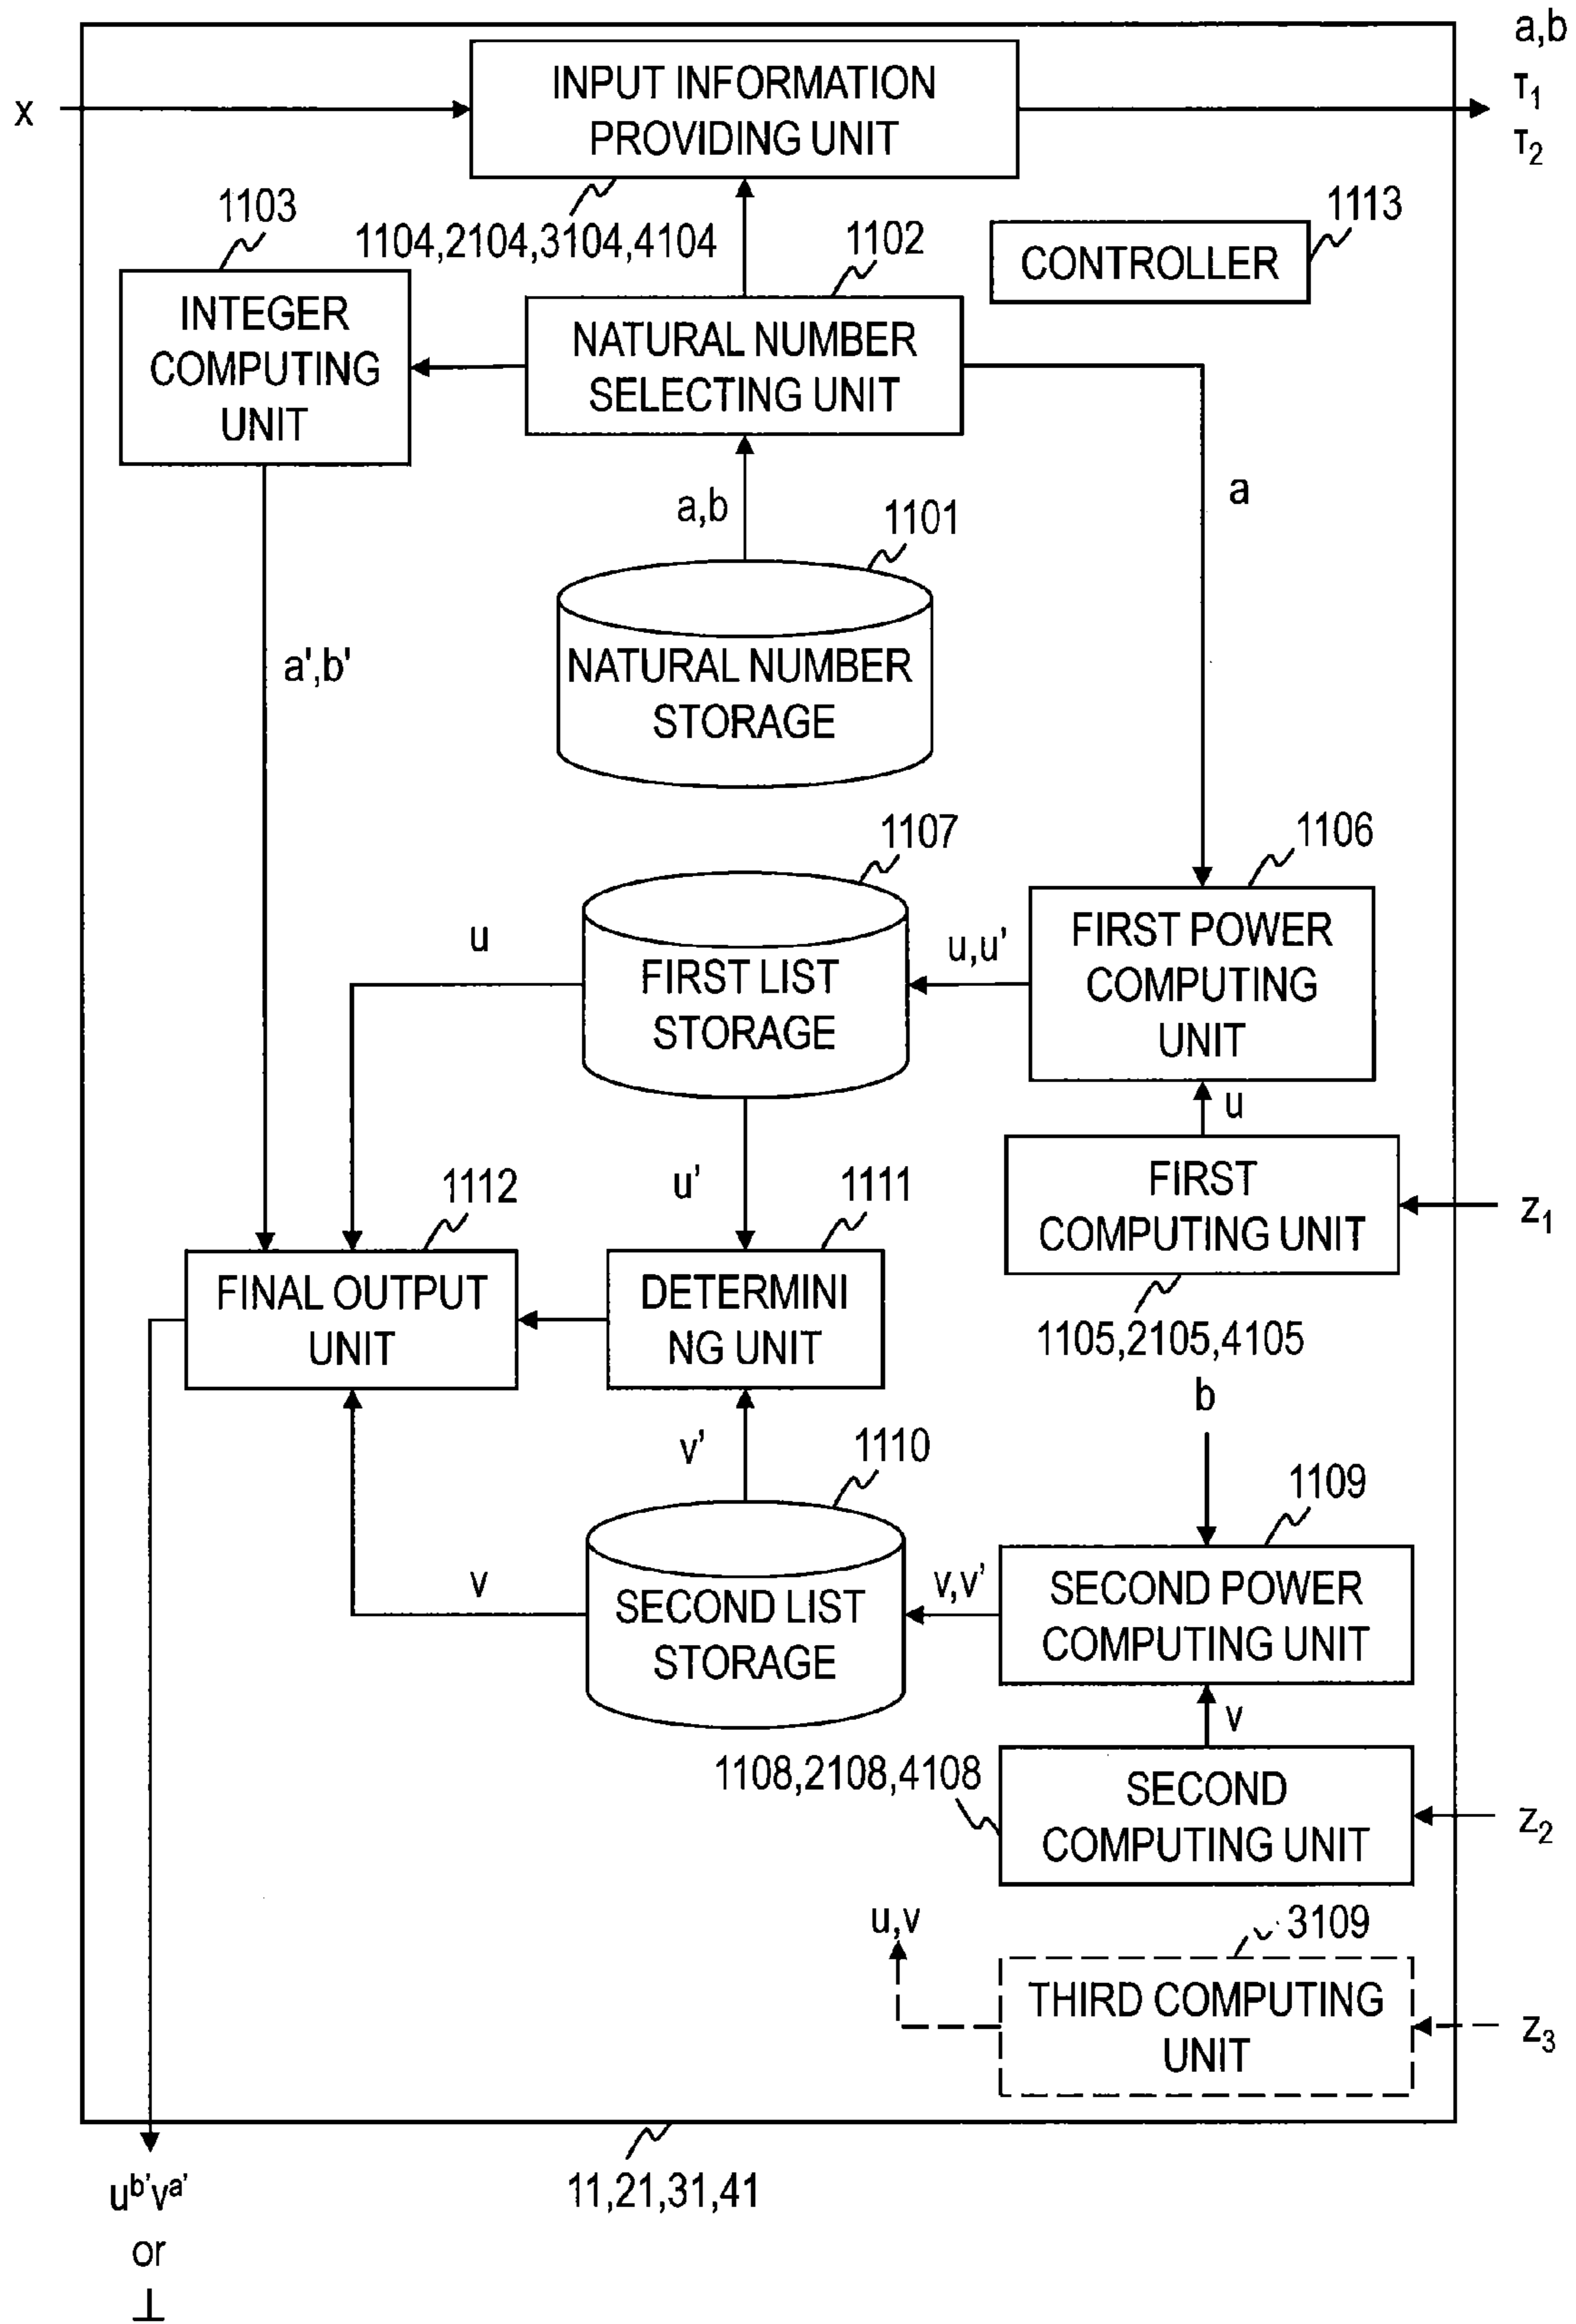 a,b
x
INPUT INFORMATION
PROVIDING UNIT
τ₁
τ₂
1103
1104,2104,3104,4104
1102
1113
CONTROLLER
INTEGER
COMPUTING
UNIT
NATURAL NUMBER
SELECTING UNIT
a
a,b
1101
a',b'
NATURAL NUMBER
STORAGE
1107
1106
u
u,u'
FIRST POWER
COMPUTING
UNIT
FIRST LIST
STORAGE
u
1112
u'
1111
FIRST
COMPUTING UNIT
z₁
FINAL OUTPUT
UNIT
DETERMINI
NG UNIT
1105,2105,4105
b
v'
1110
1109
v
v,v'
SECOND POWER
COMPUTING UNIT
SECOND LIST
STORAGE
v
1108,2108,4108
SECOND
COMPUTING UNIT
z₂
u,v
3109
THIRD COMPUTING
UNIT
z₃
11,21,31,41
u^b'v^a'
or
⊥